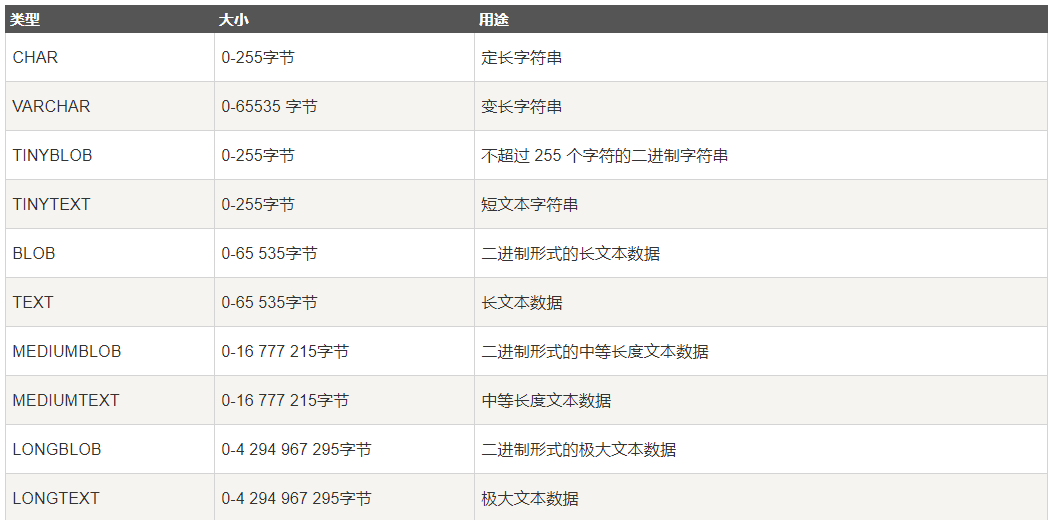 类型 大小 用途
CHAR 0-255字节 定长字符串
VARCHAR 0-65535 字节 变长字符串
TINYBLOB 0-255字节 不超过 255 个字符的二进制字符串
TINYTEXT 0-255字节 短文本字符串
BLOB 0-65 535字节 二进制形式的长文本数据
TEXT 0-65 535字节 长文本数据
MEDIUMBLOB 0-16 777 215字节 二进制形式的中等长度文本数据
MEDIUMTEXT 0-16 777 215字节 中等长度文本数据
LONGBLOB 0-4 294 967 295字节 二进制形式的极大文本数据
LONGTEXT 0-4 294 967 295字节 极大文本数据